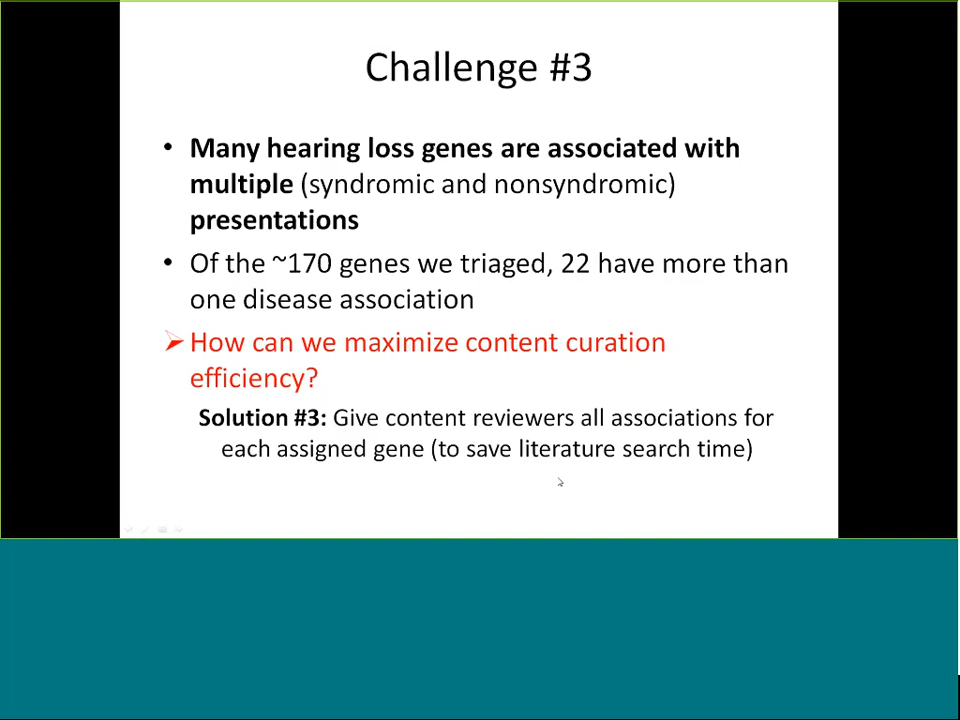 Challenge #3
• Many hearing loss genes are associated with
multiple (syndromic and nonsyndromic)
presentations
• Of the ~170 genes we triaged, 22 have more than
one disease association
➢ How can we maximize content curation
efficiency?
Solution #3: Give content reviewers all associations for
each assigned gene (to save literature search time)